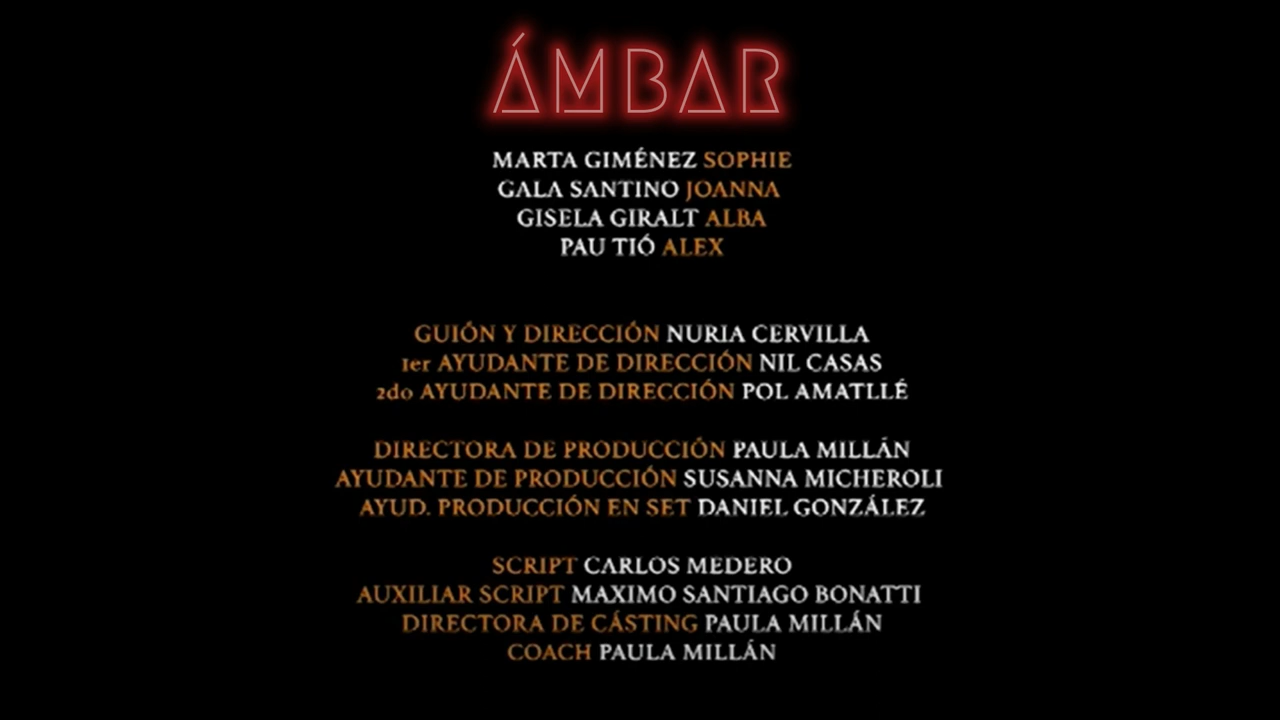 ÁMBAR
MARTA GIMÉNEZ SOPHIE
GALA SANTINO JOANNA
GISELA GIRALT ALBA
PAU TIÓ ALEX
GUIÓN Y DIRECCIÓN NURIA CERVILLA
1er AYUDANTE DE DIRECCIÓN NIL CASAS
2do AYUDANTE DE DIRECCIÓN POL AMATLLÉ
DIRECTORA DE PRODUCCIÓN PAULA MILLÁN
AYUDANTE DE PRODUCCIÓN SUSANNA MICHEROLI
AYUD. PRODUCCIÓN EN SET DANIEL GONZÁLEZ
SCRIPT CARLOS MEDERO
AUXILIAR SCRIPT MAXIMO SANTIAGO BONATTI
DIRECTORA DE CÁSTING PAULA MILLÁN
COACH PAULA MILLÁN